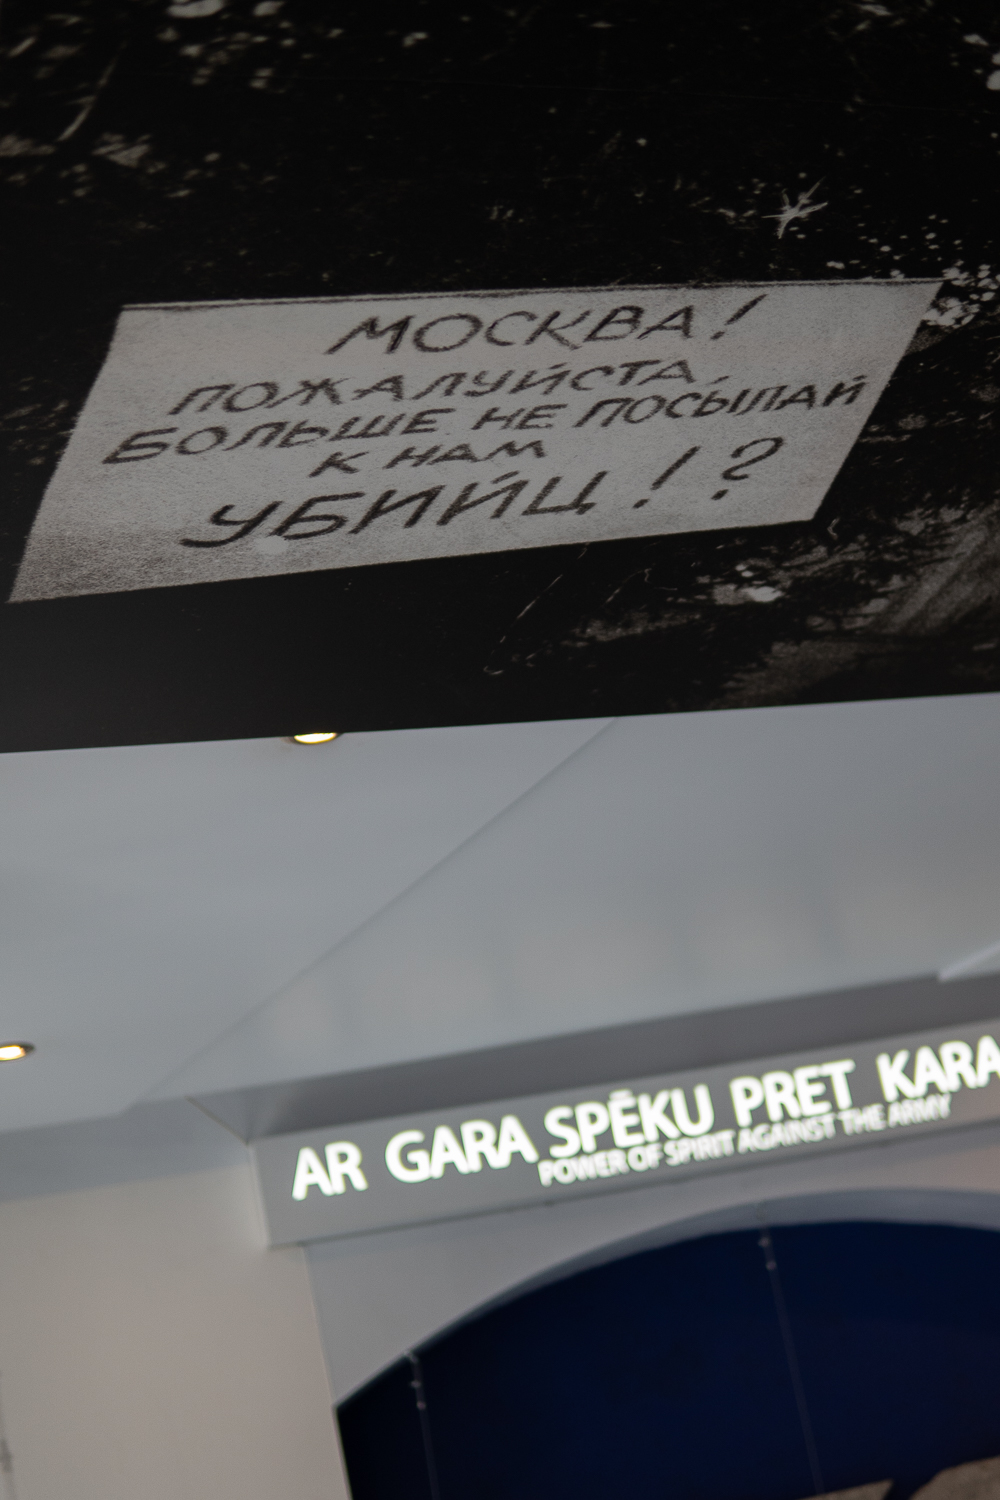 МОСКВА!
ПОЖАЛУЙСТА,
БОЛЬШЕ НЕ ПОСЫЛАЙ
К НАМ
УБИЙЦ!?
AR GARA SPĒKU PRET KARA
POWER OF SPIRIT AGAINST THE ARMY